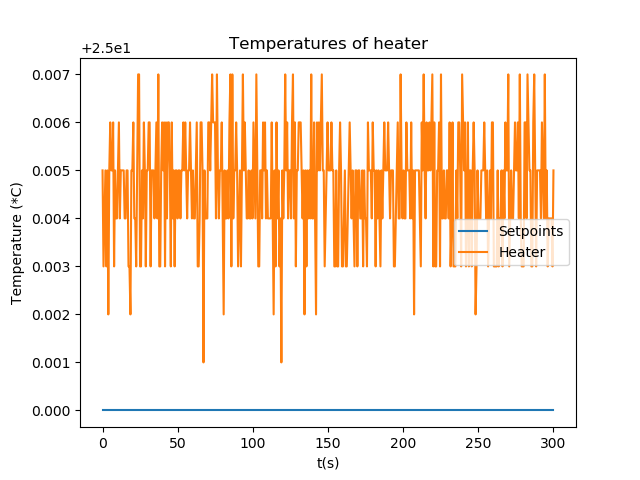 Temperatures of heater
+2.5e1
0.007
0.006
0.005
0.004
0.003
0.002
0.001
0.000
Temperature (*C)
Setpoints
Heater
0 50 100 150 200 250 300
t(s)